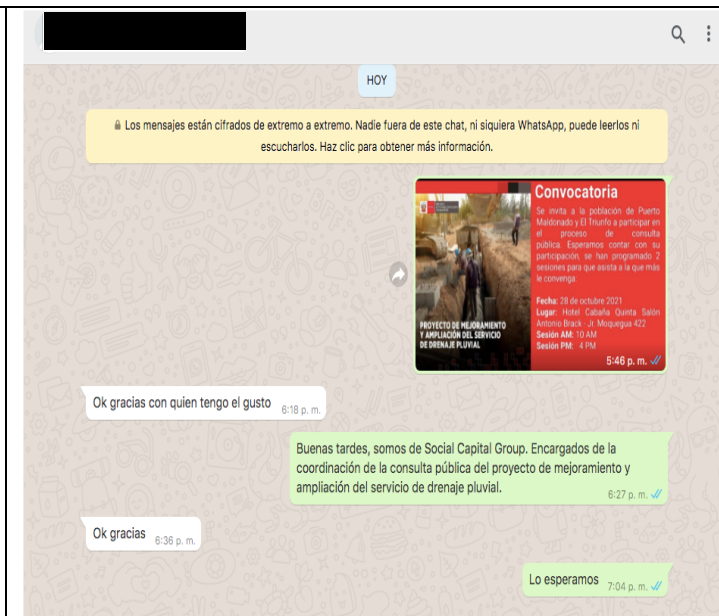 HOY
Los mensajes están cifrados de extremo a extremo. Nadie fuera de este chat, ni siquiera WhatsApp, puede leerlos ni
escucharlos. Haz clic para obtener más información.
Convocatoria
Se invita a la población de Puerto
Maldonado y El Triunfo a participar en
el proceso de consulta
pública. Esperamos contar con su
participación, se han programado 2
sesiones para que asista a la que más
le convenga:
Fecha: 28 de octubre 2021
Lugar: Hotel Cabaña Quinta Salón
Antonio Brack - Jr. Moquegua 422
Sesión AM: 10 AM
Sesión PM: 4 PM
PROYECTO DE MEJORAMIENTO
Y AMPLIACIÓN DEL SERVICIO
DE DRENAJE PLUVIAL
5:46 p. m.
Ok gracias con quien tengo el gusto
6:18 p. m.
Buenas tardes, somos de Social Capital Group. Encargados de la
coordinación de la consulta pública del proyecto de mejoramiento y
ampliación del servicio de drenaje pluvial.
6:27 p. m.
Ok gracias
6:36 p. m.
Lo esperamos
7:04 p. m.